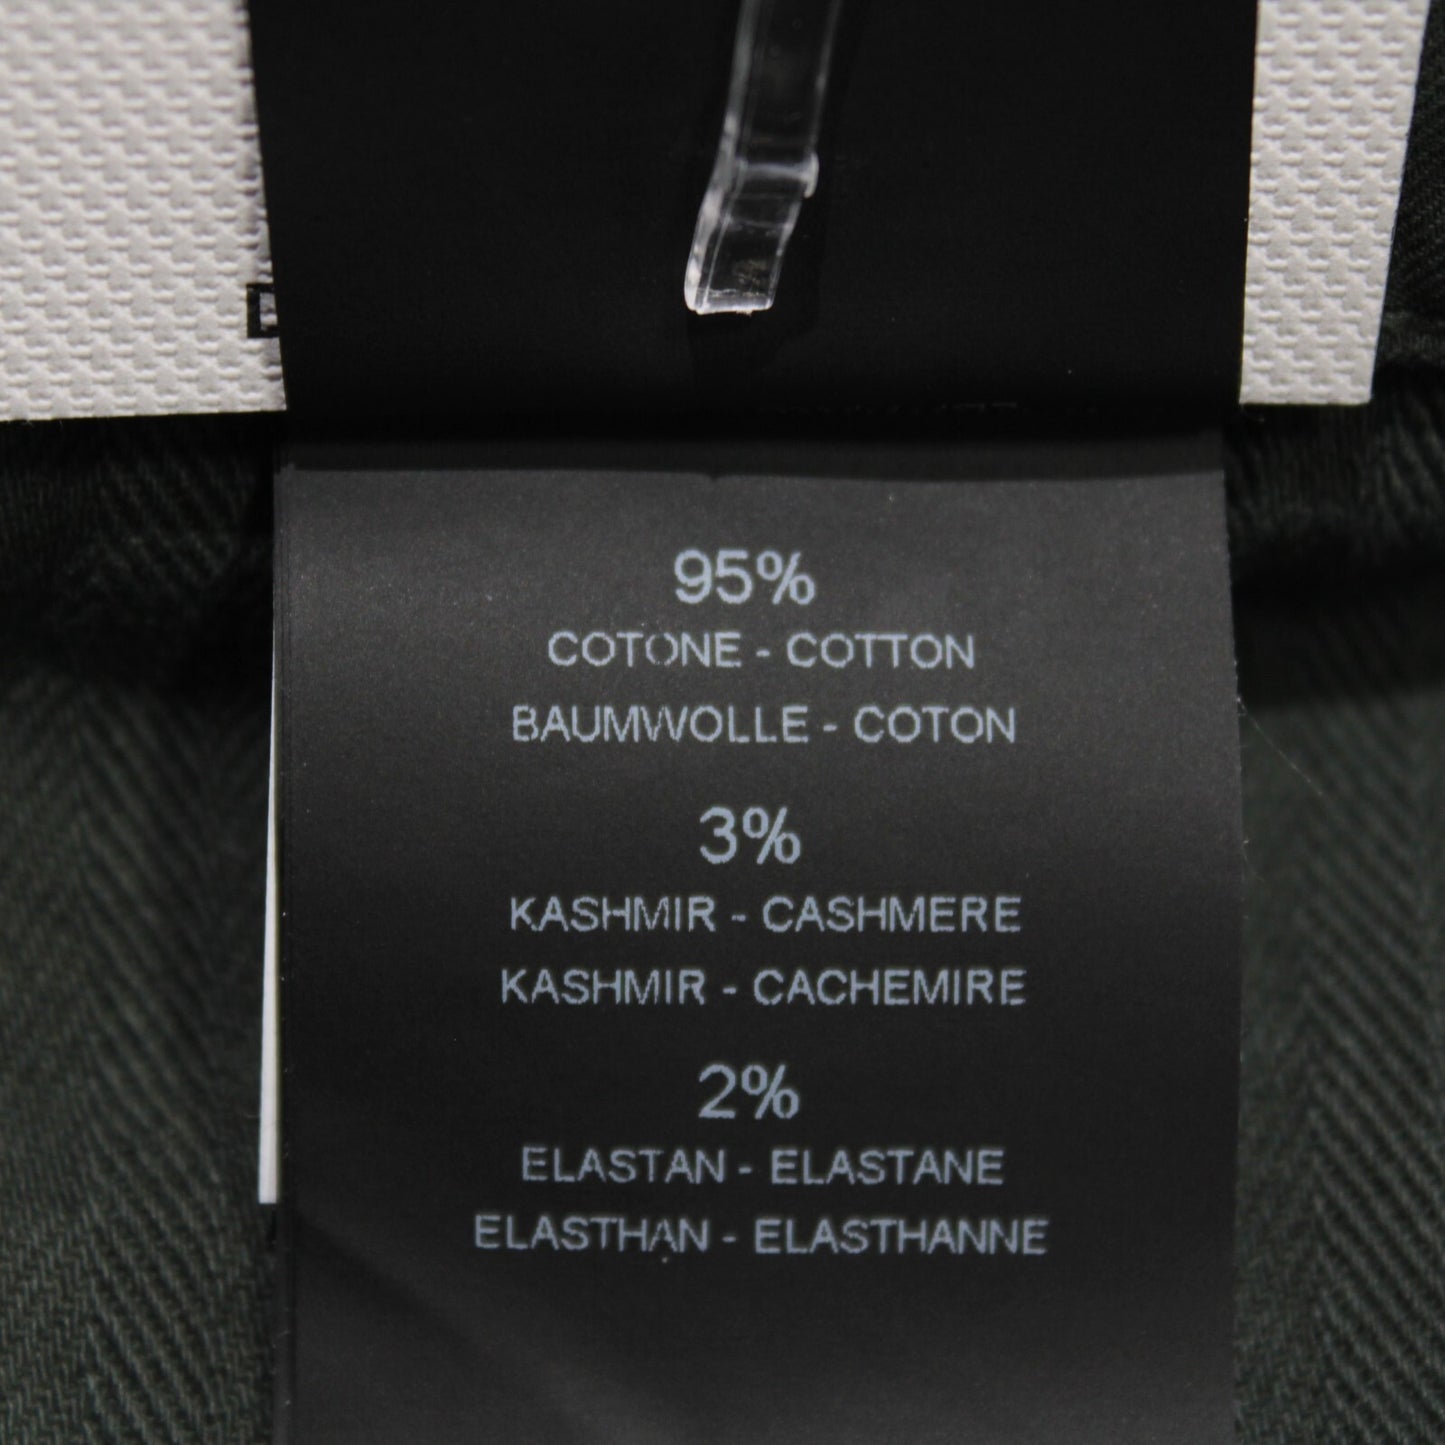 95%
COTONE - COTTON
BAUMWOLLE - COTON
3%
KASHMIR - CASHMERE
KASHMIR - CACHEMIRE
2%
ELASTAN - ELASTANE
ELASTHAN - ELASTHANNE